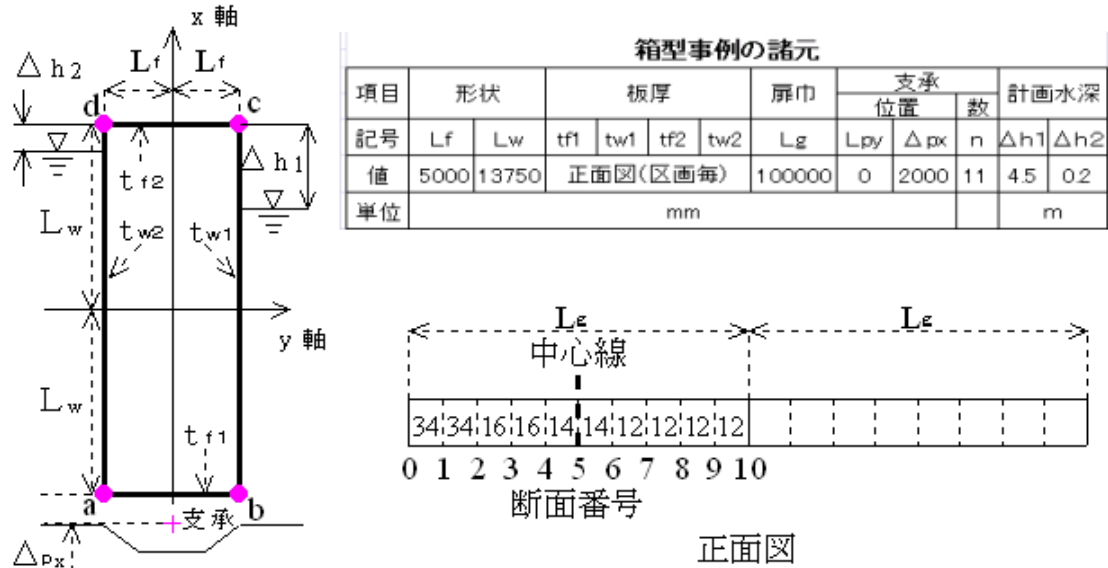 x 軸
Lf Lf
△h2
d c
△h1
tf2
Lw tw2 tw1
y 軸
Lw
tf1
a 支承 b
△Px
箱型事例の諸元
項目 形状 板厚 扉巾 支承 計画水深
位置 数
記号 Lf Lw tf1 tw1 tf2 tw2 Lg Lpy △px n △h1 △h2
値 5000 13750 正面図(区画毎) 100000 0 2000 11 4.5 0.2
単位 mm m
Lg Lg
中心線
34 34 16 16 14 14 12 12 12 12
0 1 2 3 4 5 6 7 8 9 10
断面番号
正面図